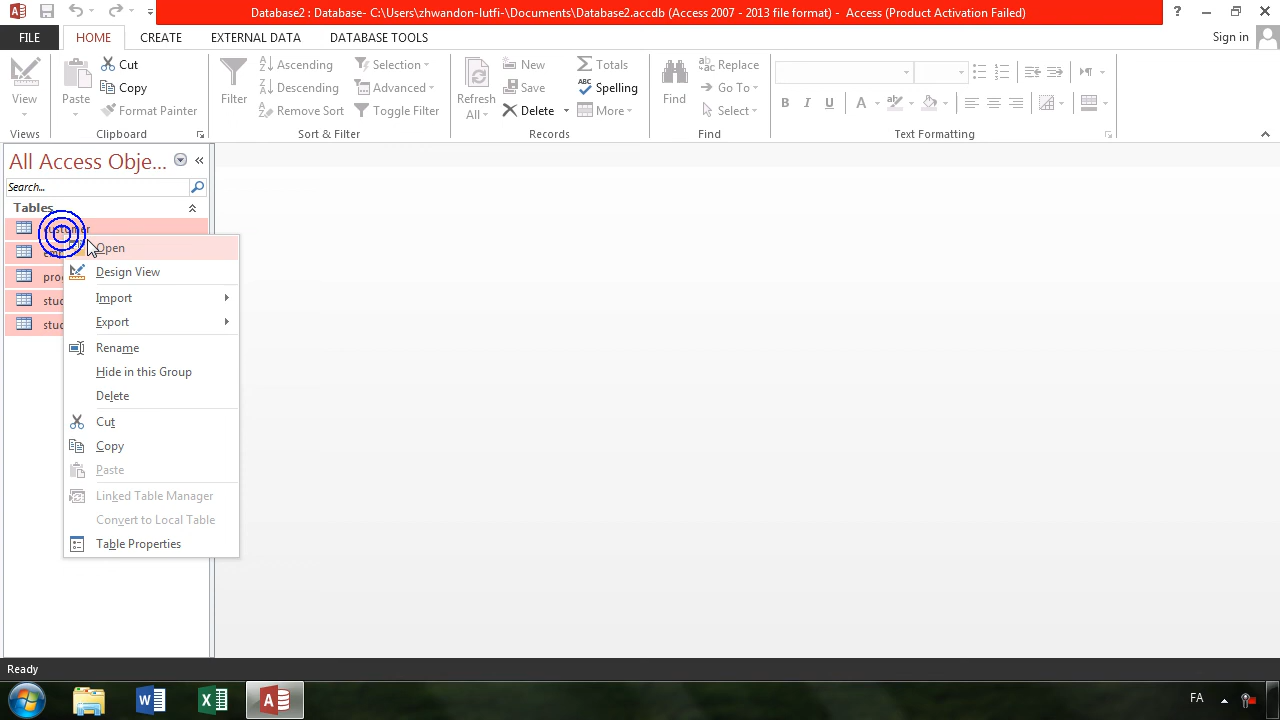 Database2 : Database- C:\Users\zhwandon-lutfi-\Documents\Database2.accdb (Access 2007 - 2013 file format) - Access (Product Activation Failed)
?
FILE
HOME
CREATE
EXTERNAL DATA
DATABASE TOOLS
Sign in
View
Views
Paste
Cut
Copy
Format Painter
Clipboard
Filter
Ascending
Descending
Remove Sort
Selection
Advanced
Toggle Filter
Sort & Filter
Refresh
All
New
Save
Delete
Totals
Spelling
More
Records
Find
Replace
Go To
Select
Find
B I U A
Text Formatting
All Access Obje...
Search...
Tables
customer
Open
Design View
Import
Export
Rename
Hide in this Group
Delete
Cut
Copy
Paste
Linked Table Manager
Convert to Local Table
Table Properties
Ready
FA